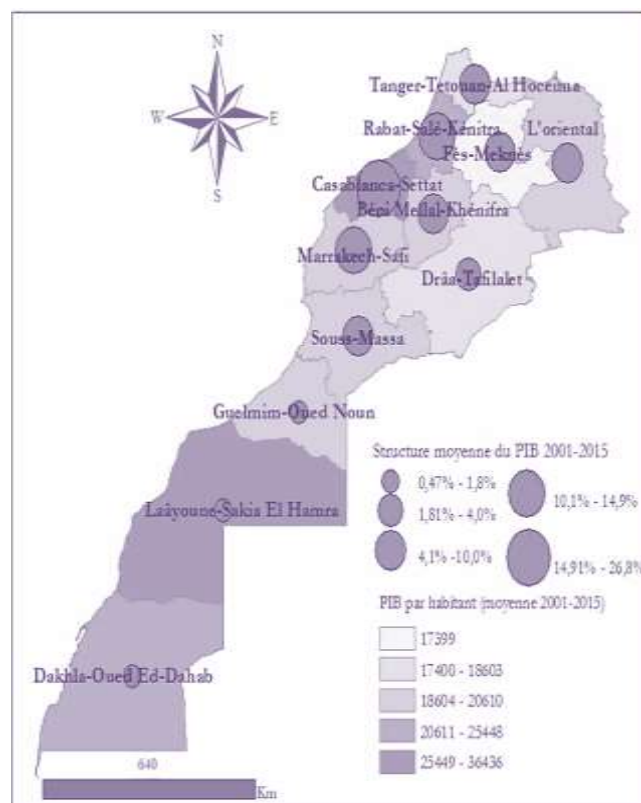 N
W E
S
Tanger-Tetouan-Al Hoceima
Rabat-Salé-Kénitra
L'oriental
Fès-Meknès
Casablanca-Settat
Béni Mellal-Khénifra
Marrakech-Safi
Drâa-Tafilalet
Souss-Massa
Guelmim-Oued Noun
Laâyoune-Sakia El Hamra
Dakhla-Oued Ed-Dahab
Structure moyenne du PIB 2001-2015
0,47% - 1,8%
1,81% - 4,0%
4,1% -10,0%
10,1% - 14,9%
14,91% - 26,8%
PIB par habitant (moyenne 2001-2015)
17399
17400 - 18603
18604 - 20610
20611 - 25448
25449 - 36436
640
Km